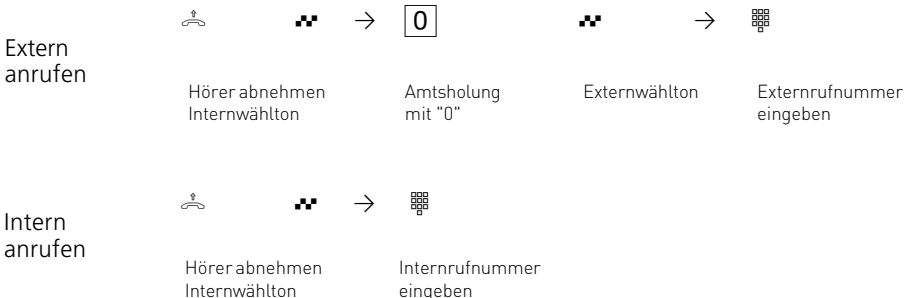 Extern
anrufen
0
Hörer abnehmen
Internwählton
Amtsholung
mit "0"
Externwählton
Externrufnummer
eingeben
Intern
anrufen
Hörer abnehmen
Internwählton
Internrufnummer
eingeben